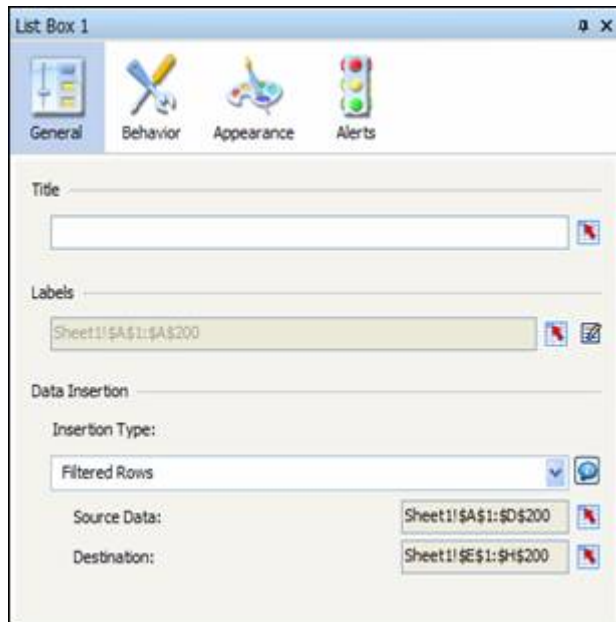 List Box 1
General
Behavior
Appearance
Alerts
Title
Labels
Sheet1!$A$1:$A$200
Data Insertion
Insertion Type:
Filtered Rows
Source Data:
Sheet1!$A$1:$D$200
Destination:
Sheet1!$E$1:$H$200